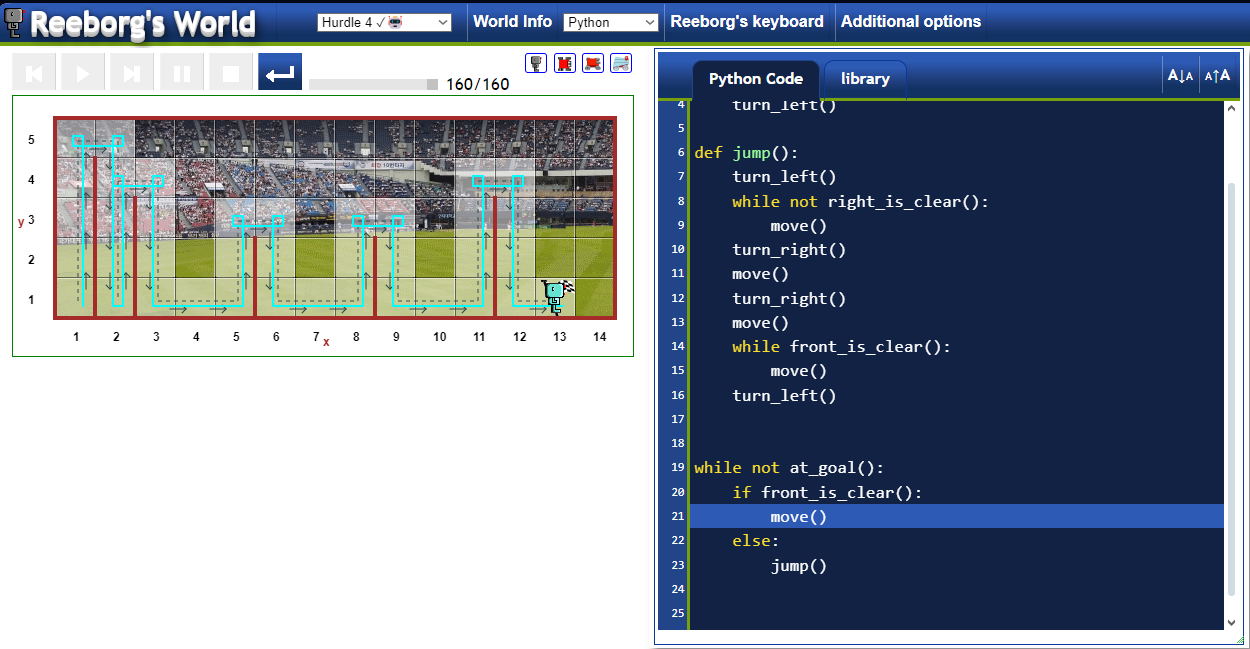 Reeborg's World
Hurdle 4 ✓🤖
World Info
Python
Reeborg's keyboard
Additional options
160/160
5
4
y 3
2
1
1 2 3 4 5 6 7 8 9 10 11 12 13 14
x
Python Code
library
A↓A A↑A
4 turn_left()
5
6 def jump():
7 turn_left()
8 while not right_is_clear():
9 move()
10 turn_right()
11 move()
12 turn_right()
13 move()
14 while front_is_clear():
15 move()
16 turn_left()
17
18
19 while not at_goal():
20 if front_is_clear():
21 move()
22 else:
23 jump()
24
25